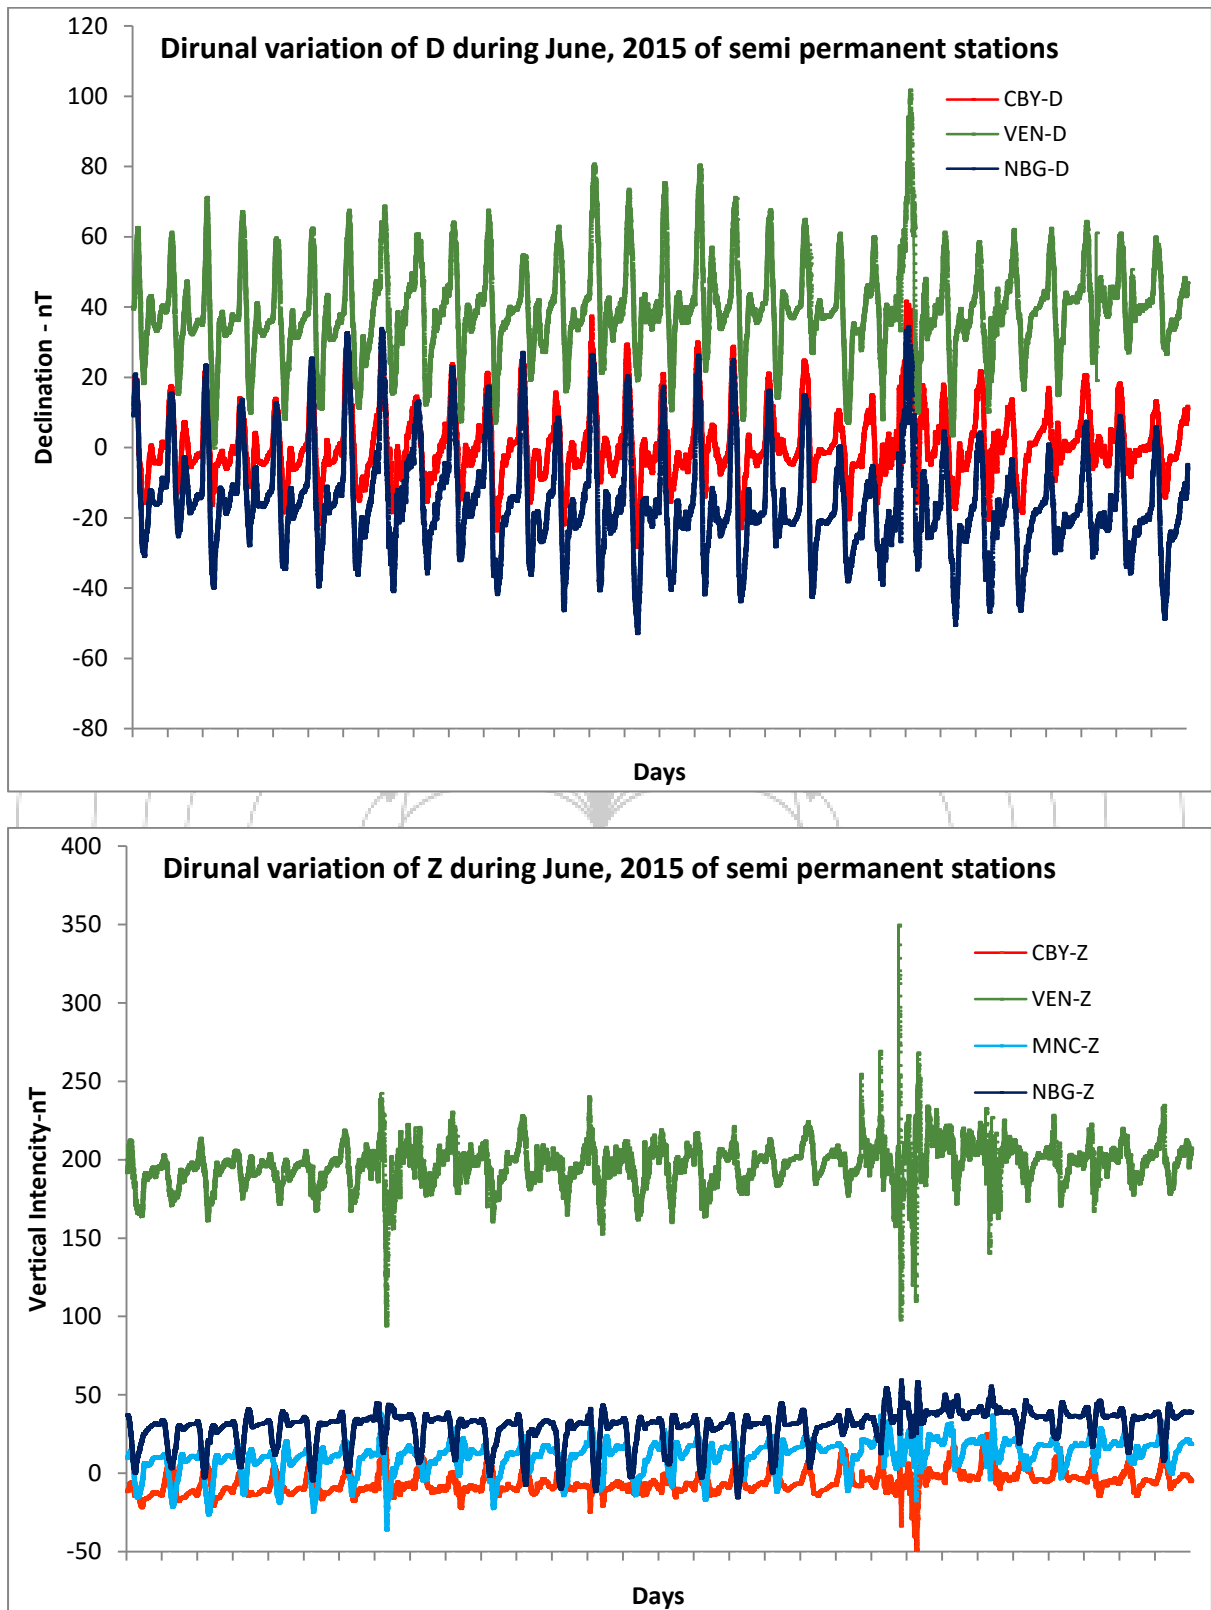 Dirunal variation of D during June, 2015 of semi permanent stations
120
100
80
60
40
20
0
-20
-40
-60
-80
Declination - nT
CBY-D
VEN-D
NBG-D
Days
Dirunal variation of Z during June, 2015 of semi permanent stations
400
350
300
250
200
150
100
50
0
-50
Vertical Intencity-nT
CBY-Z
VEN-Z
MNC-Z
NBG-Z
Days